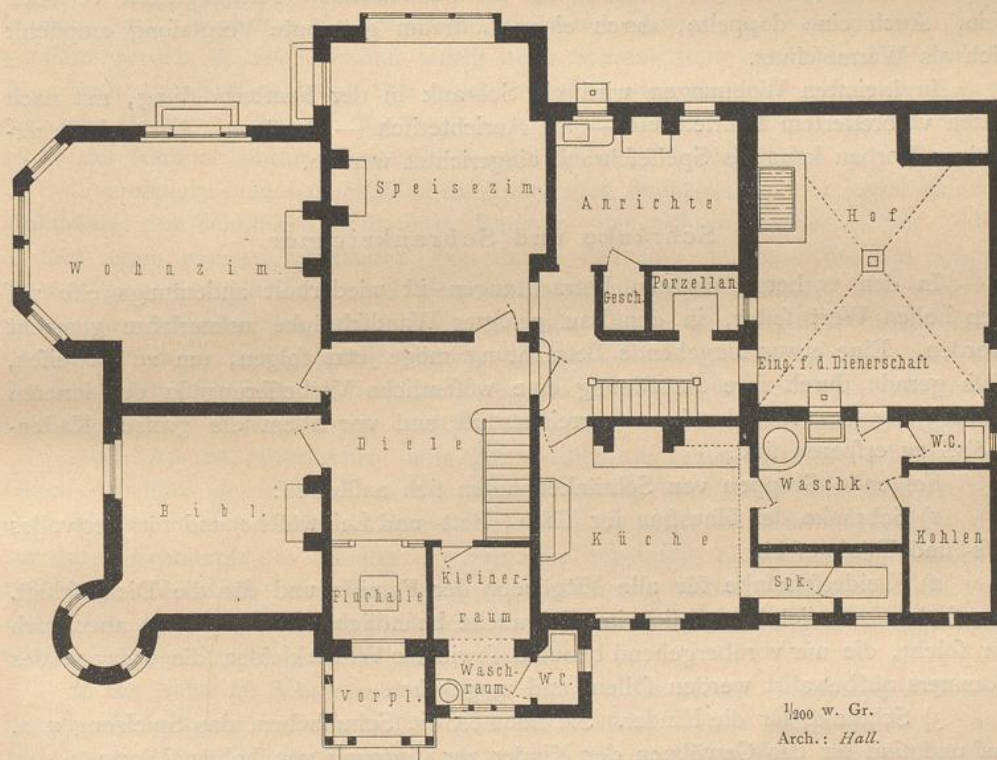 Speisezim.
Anrichte
Hof
Wohnzim.
Gesch.
Porzellan
Eing. f. d. Dienerschaft
Diele
W.C.
Waschk.
Bibl.
Küche
Kohlen
Flurhalle
Kleiner-
raum
Spk.
Wasch-
raum
W.C.
Vorpl.
1/200 w. Gr.
Arch.: Hall.